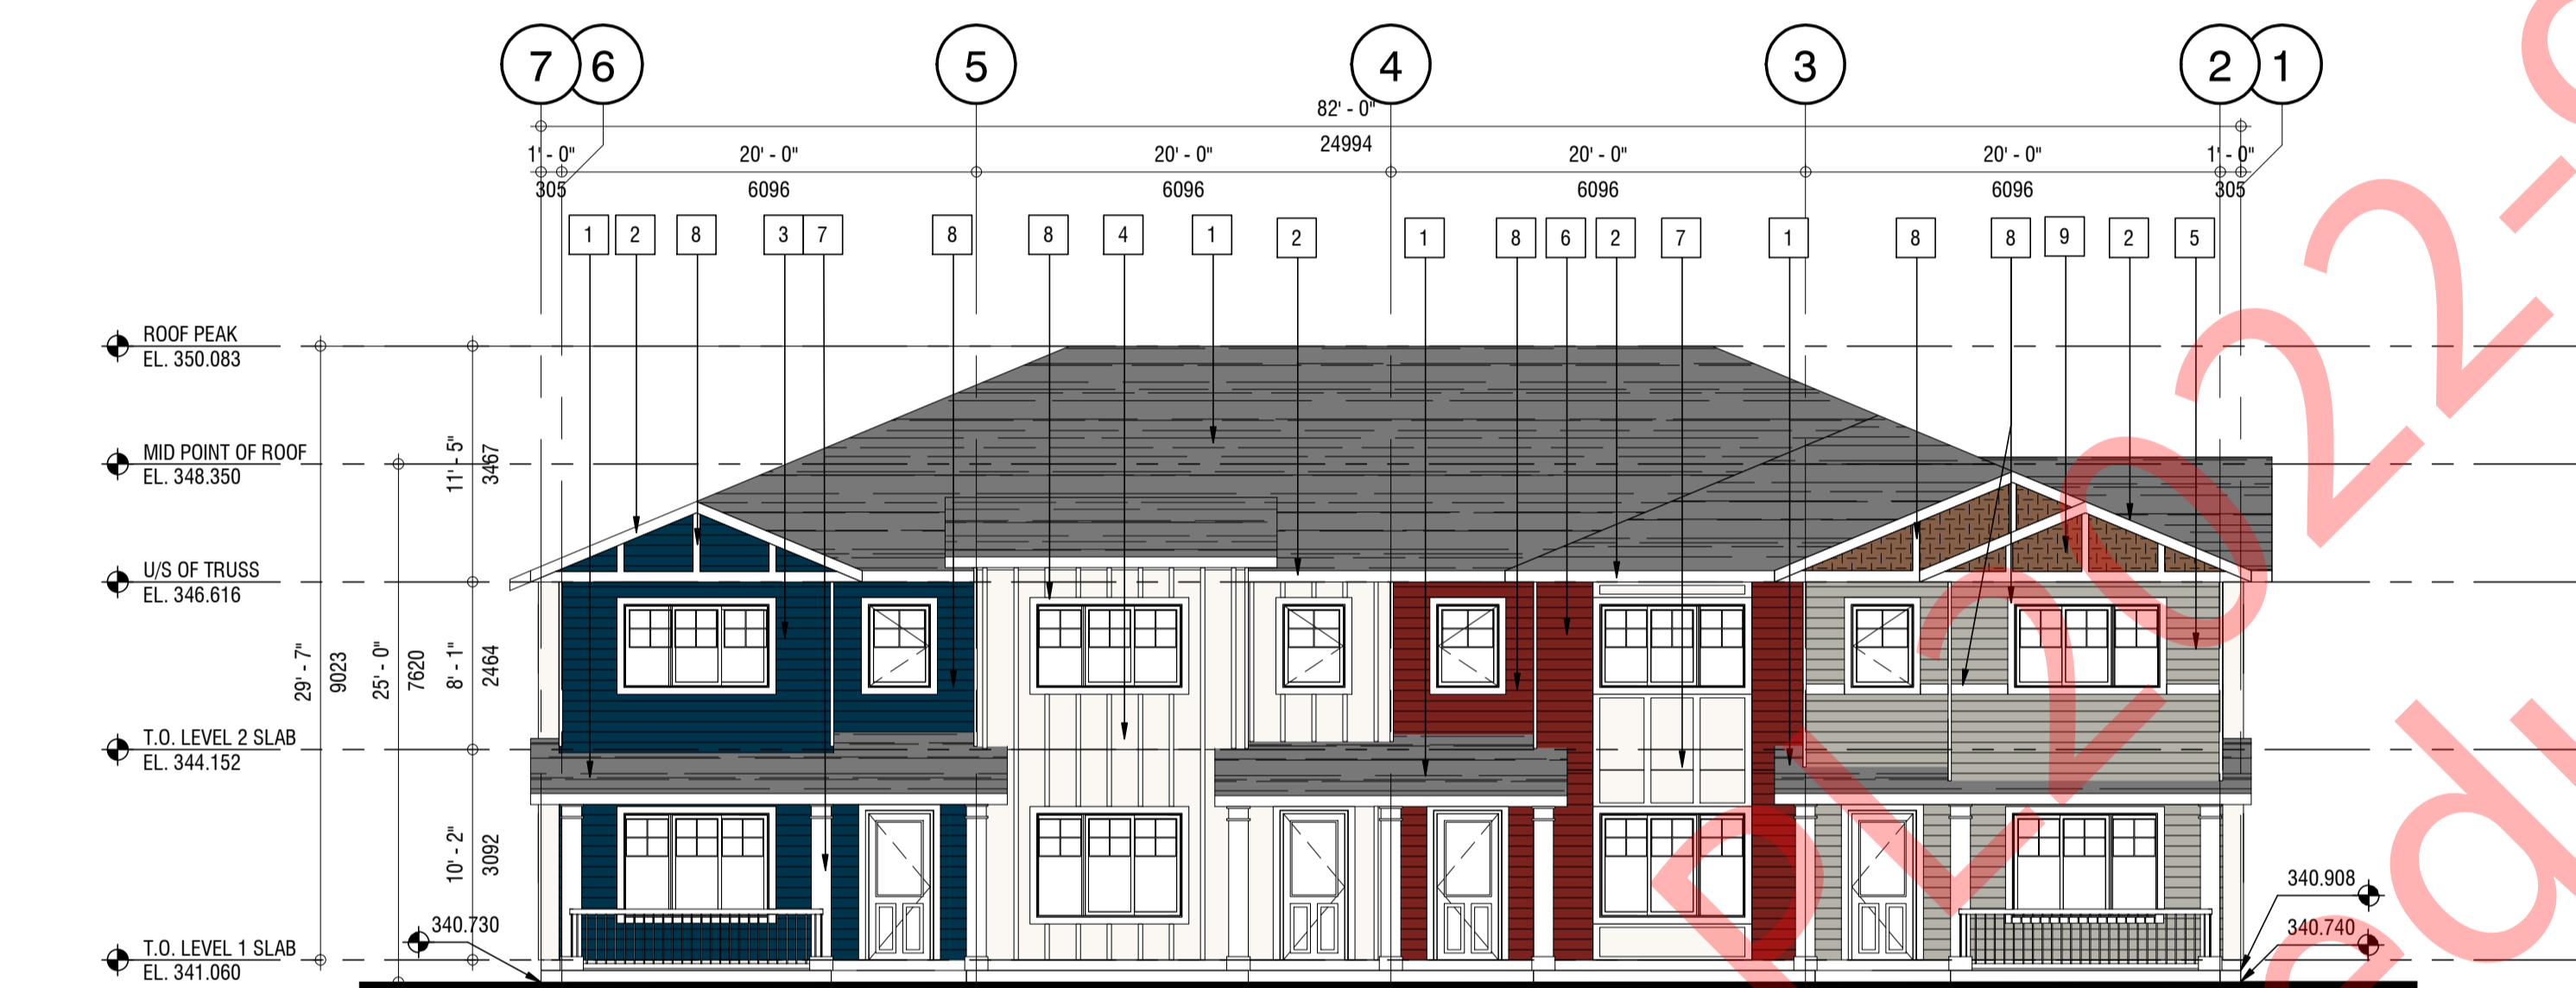 7 6 5 4 3 2 1
82' - 0"
24994
1' - 0" 20' - 0" 20' - 0" 20' - 0" 20' - 0" 1' - 0"
305 6096 6096 6096 6096 305
1 2 8 3 7 8 8 4 1 2 1 8 6 2 7 1 8 8 9 2 5
ROOF PEAK
EL. 350.083
MID POINT OF ROOF
EL. 348.350
11' - 5"
3467
U/S OF TRUSS
EL. 346.616
29' - 7"
9023
25' - 0"
7620
8' - 1"
2464
T.O. LEVEL 2 SLAB
EL. 344.152
10' - 2"
3092
340.730
T.O. LEVEL 1 SLAB
EL. 341.060
340.908
340.740
PL2022-